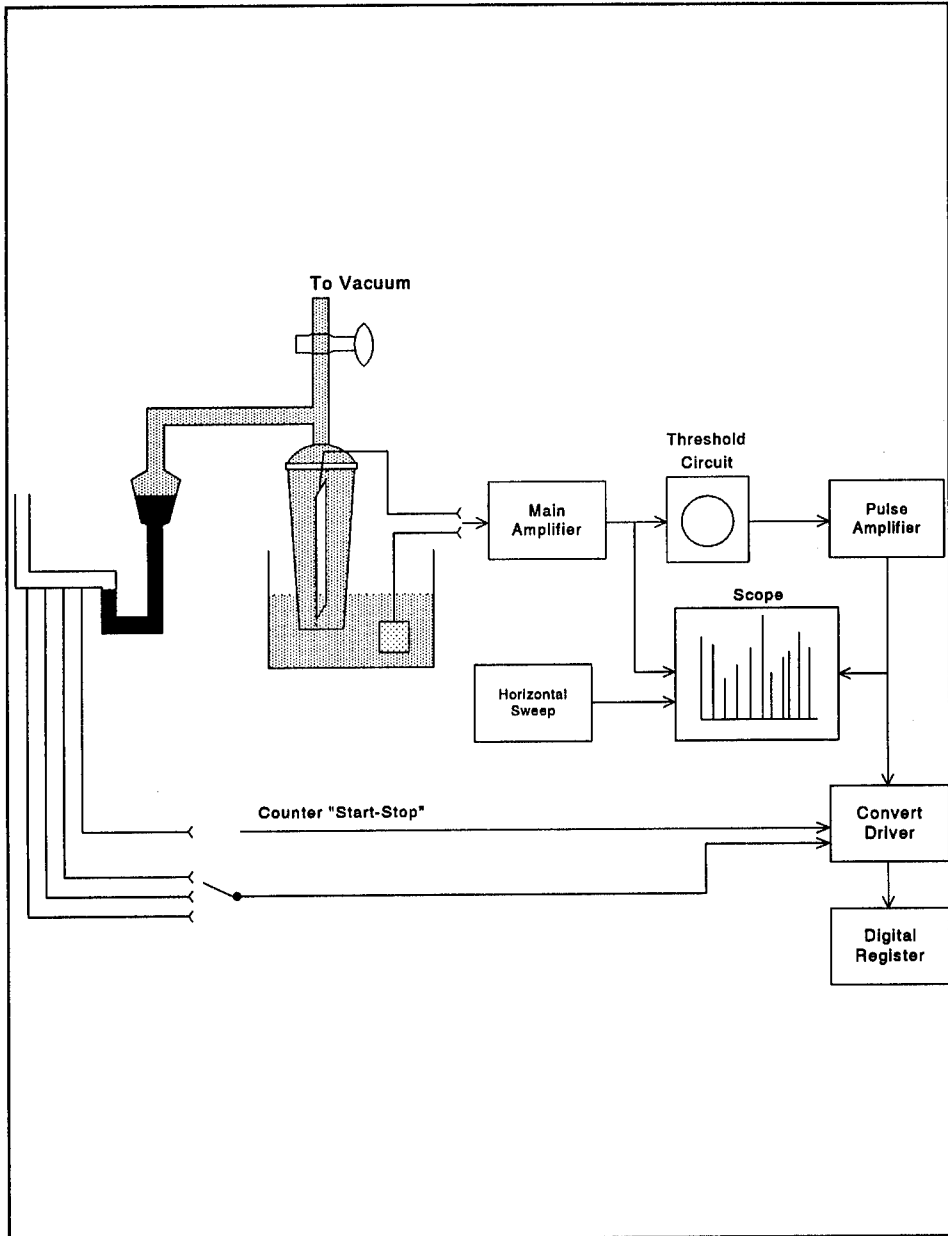 To Vacuum
Threshold
Circuit
Main
Amplifier
Pulse
Amplifier
Scope
Horizontal
Sweep
Counter "Start-Stop"
Convert
Driver
Digital
Register